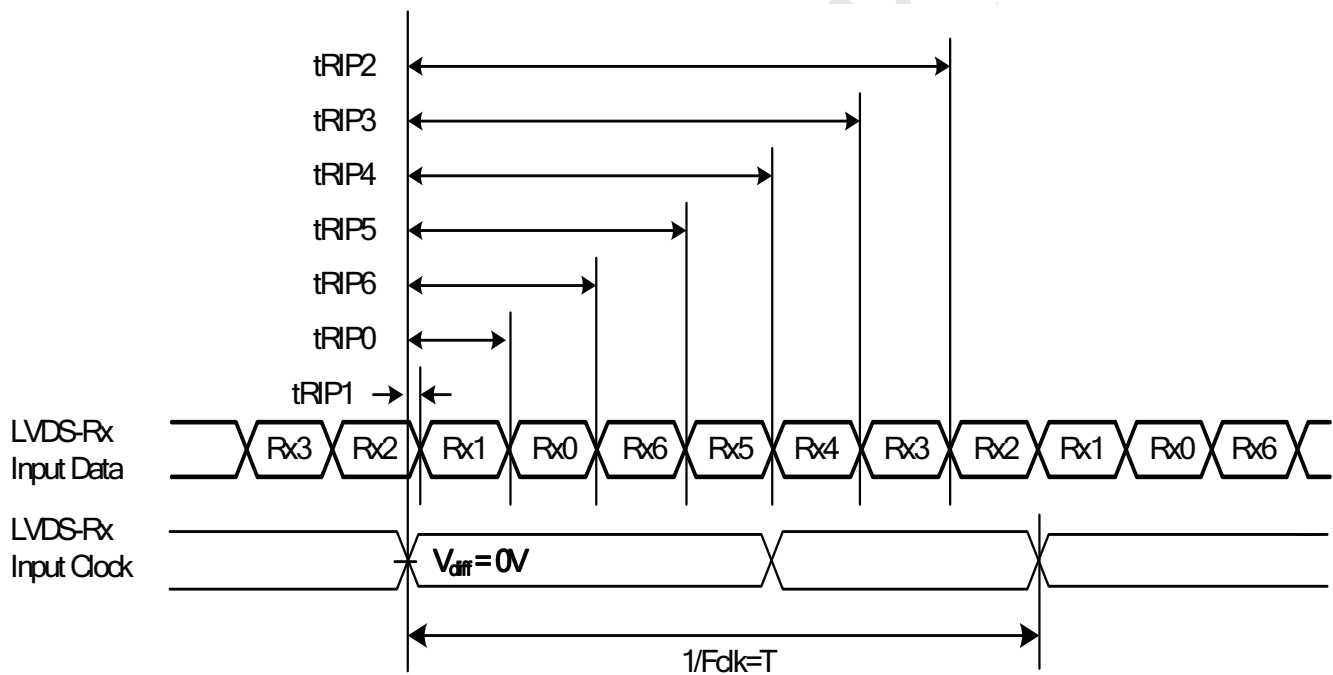 tRIP2
tRIP3
tRIP4
tRIP5
tRIP6
tRIP0
tRIP1
LVDS-Rx
Input Data
Rx3 Rx2 Rx1 Rx0 Rx6 Rx5 Rx4 Rx3 Rx2 Rx1 Rx0 Rx6
LVDS-Rx
Input Clock
Vdiff = 0V
1/Fclk=T